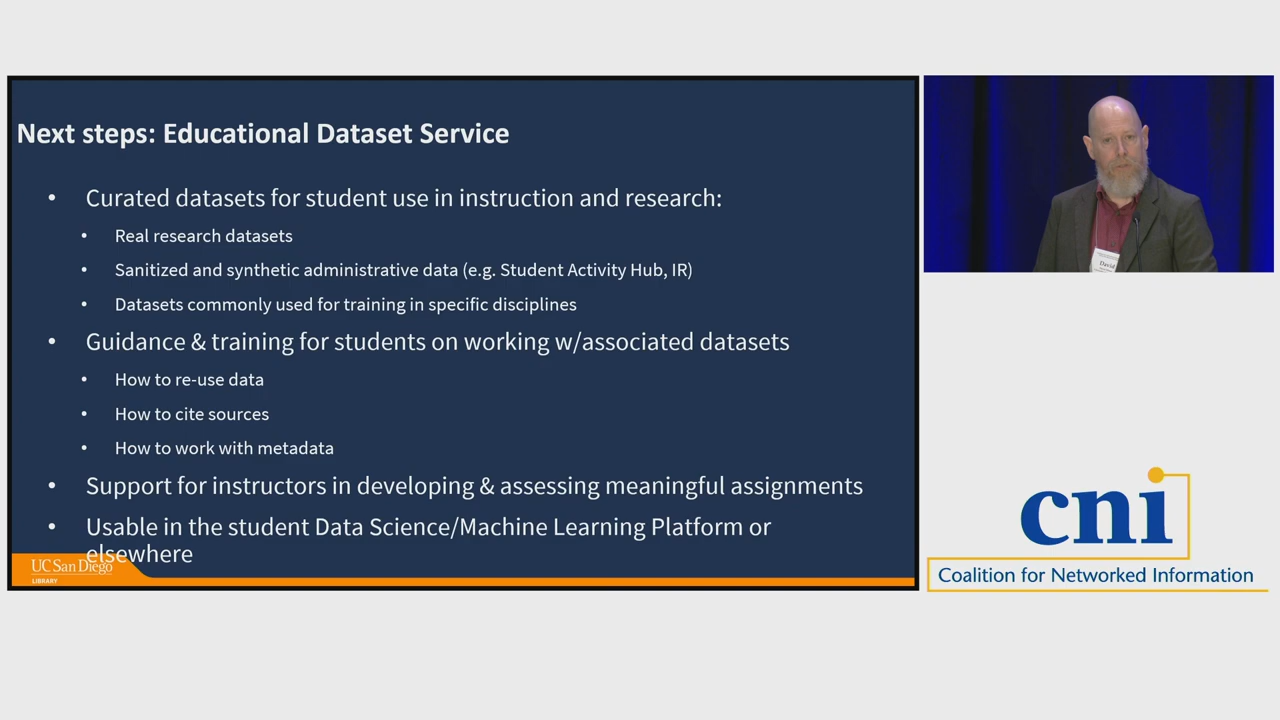 Next steps: Educational Dataset Service
• Curated datasets for student use in instruction and research:
• Real research datasets
• Sanitized and synthetic administrative data (e.g. Student Activity Hub, IR)
• Datasets commonly used for training in specific disciplines
• Guidance & training for students on working w/associated datasets
• How to re-use data
• How to cite sources
• How to work with metadata
• Support for instructors in developing & assessing meaningful assignments
• Usable in the student Data Science/Machine Learning Platform or
elsewhere
UC San Diego
LIBRARY
David
cni
Coalition for Networked Information